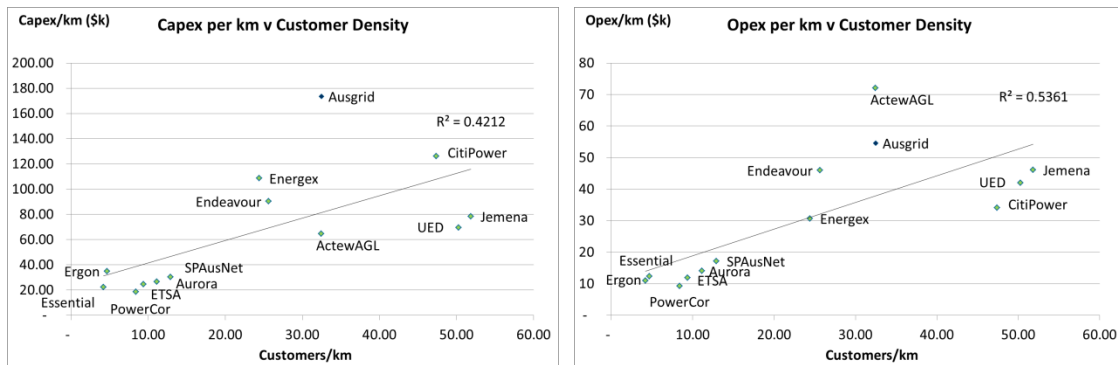 Capex/km ($k)
Capex per km v Customer Density
200.00
180.00
160.00
140.00
120.00
100.00
80.00
60.00
40.00
20.00
-
Ausgrid
R² = 0.4212
CitiPower
Energex
Endeavour
Jemena
UED
ActewAGL
Ergon
SPAusNet
Aurora
ETSA
Essential
PowerCor
- 10.00 20.00 30.00 40.00 50.00 60.00
Customers/km
Opex/km ($k)
Opex per km v Customer Density
80
70
60
50
40
30
20
10
-
ActewAGL
R² = 0.5361
Ausgrid
Endeavour
Jemena
UED
CitiPower
Energex
Essential
SPAusNet
Aurora
Ergon
ETSA
PowerCor
- 10.00 20.00 30.00 40.00 50.00 60.00
Customers/km